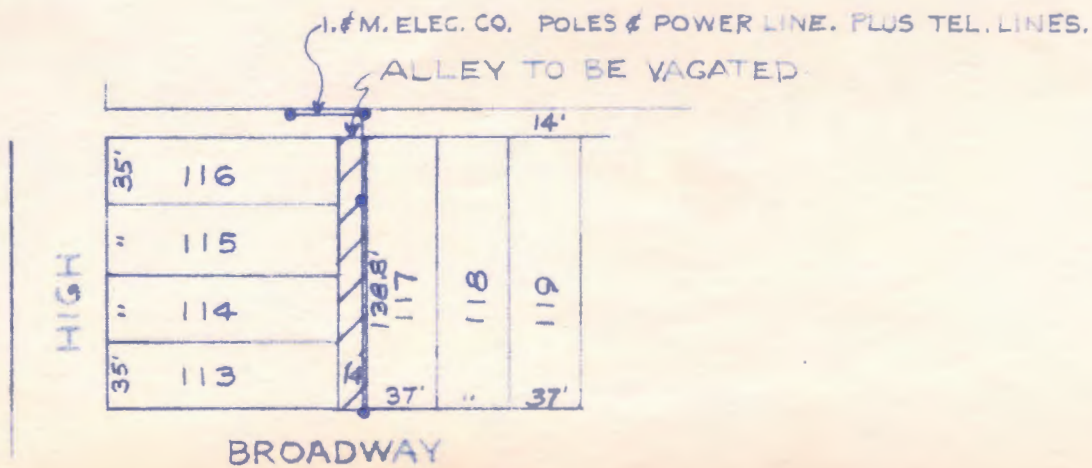 I. & M. ELEC. CO. POLES & POWER LINE. PLUS TEL. LINES.
ALLEY TO BE VACATED
14'
35' 116
" 115
" 114
35' 113
HIGH
14
138.8'
117
118
119
37' " 37'
BROADWAY